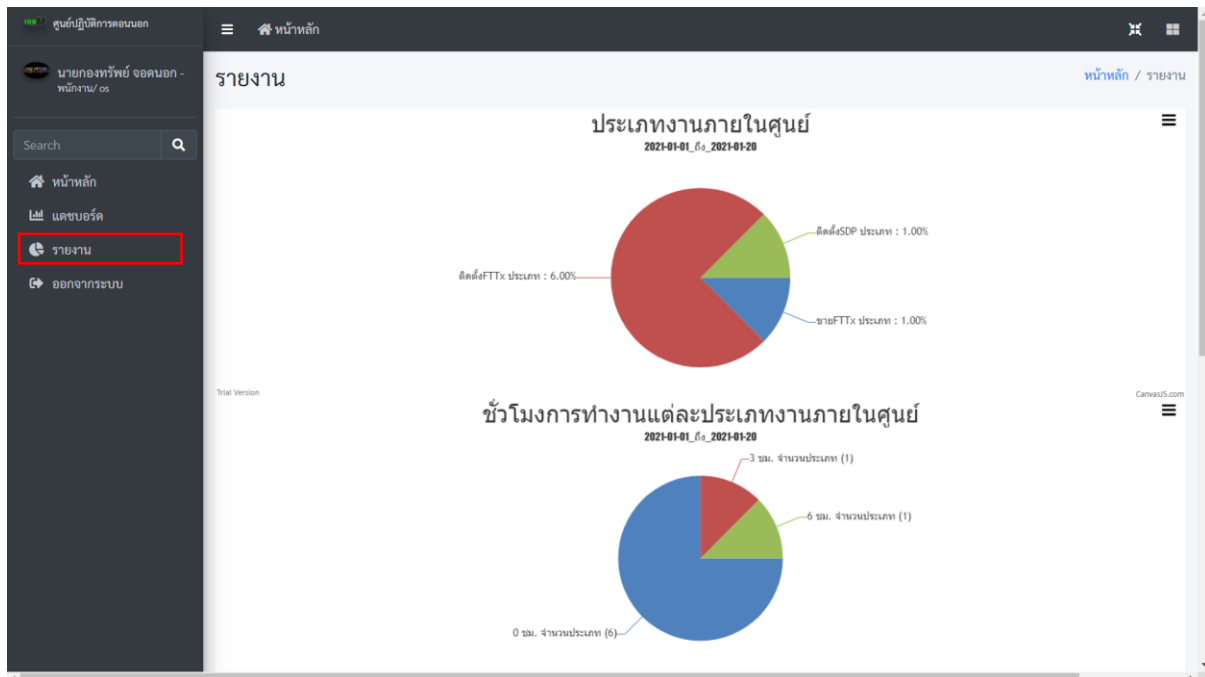 ศูนย์ปฏิบัติการดอนนอก
หน้าหลัก
นายกองทรัพย์ จอดนอก -
พนักงาน/ os
รายงาน
หน้าหลัก / รายงาน
Search
หน้าหลัก
แดชบอร์ด
รายงาน
ออกจากระบบ
ประเภทงานภายในศูนย์
2021-01-01_ถึง_2021-01-20
ติดตั้งSDP ประเภท : 1.00%
ติดตั้งFTTx ประเภท : 6.00%
ขายFTTx ประเภท : 1.00%
Trial Version
CanvasJS.com
ชั่วโมงการทำงานแต่ละประเภทงานภายในศูนย์
2021-01-01_ถึง_2021-01-20
3 ชม. จำนวนประเภท (1)
6 ชม. จำนวนประเภท (1)
0 ชม. จำนวนประเภท (6)